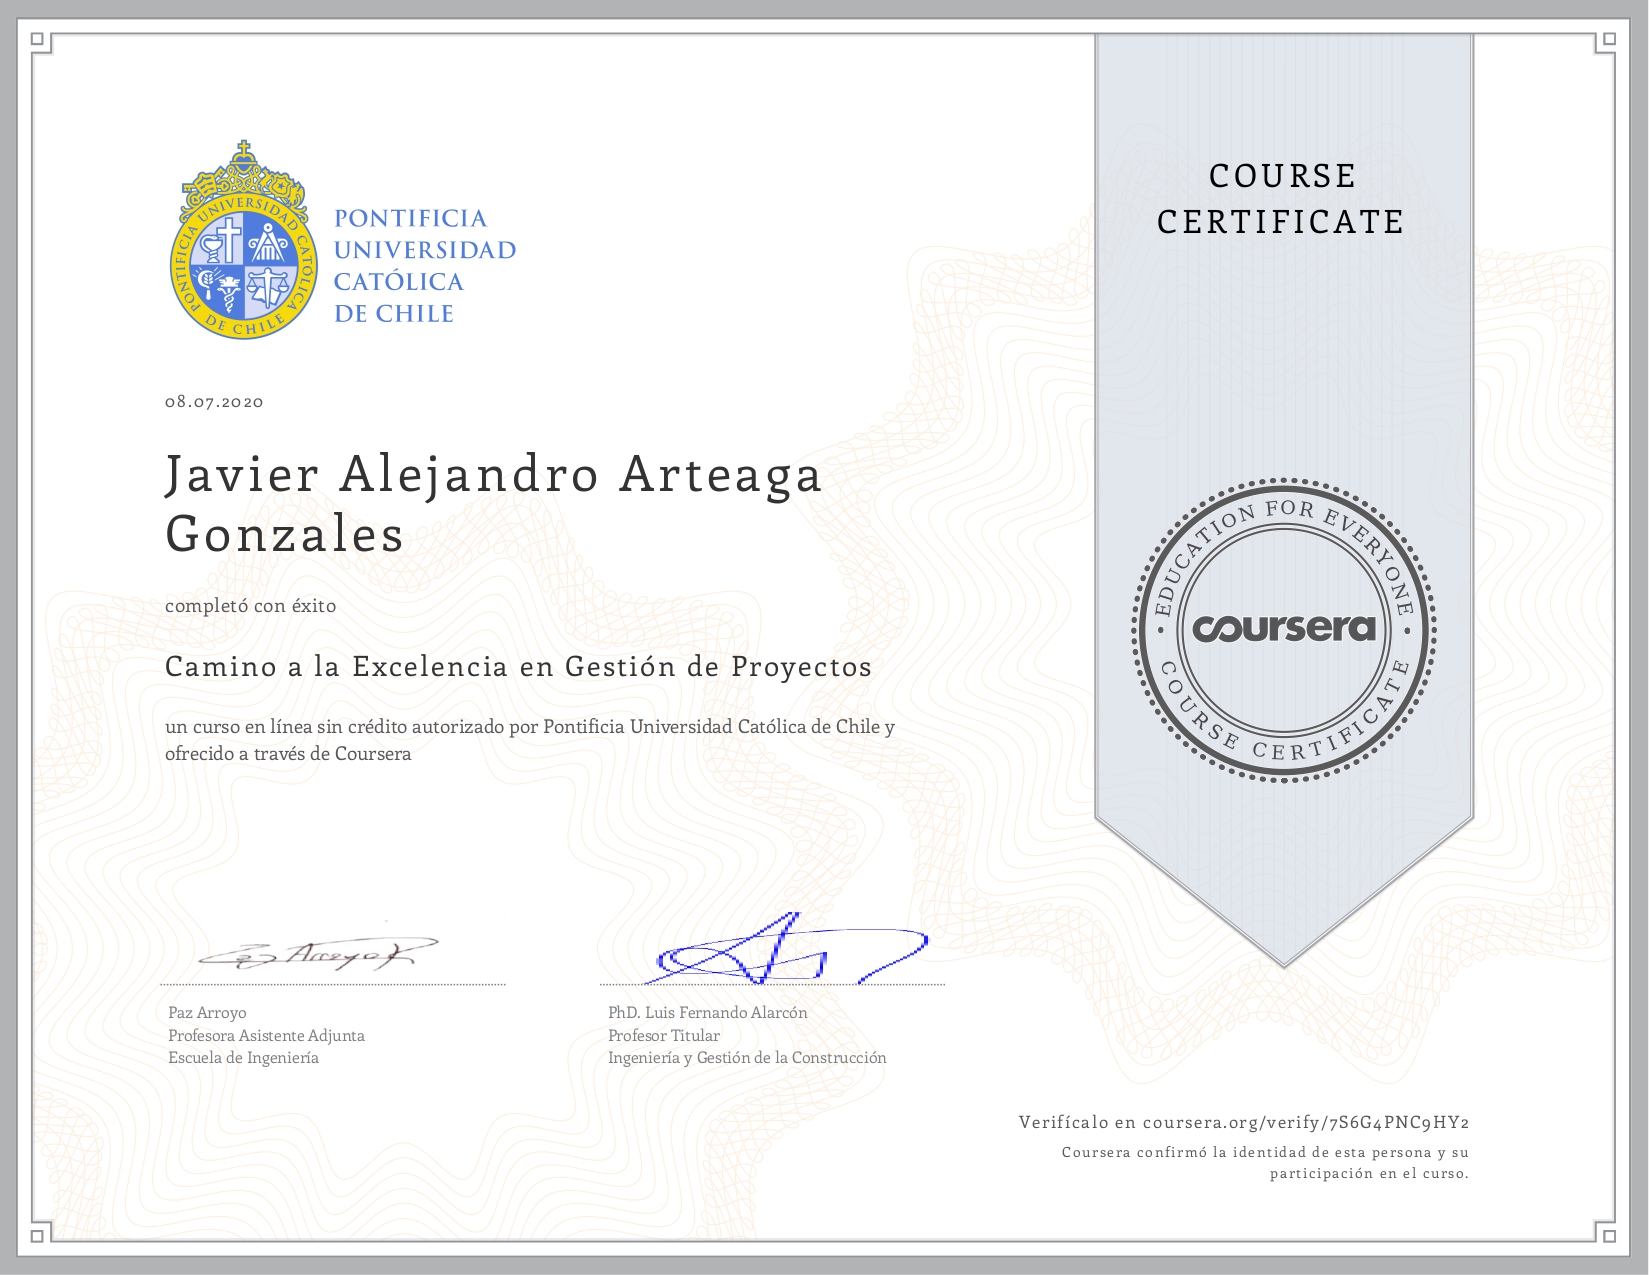 PONTIFICIA UNIVERSIDAD CATÓLICA DE CHILE
PONTIFICIA
UNIVERSIDAD
CATÓLICA
DE CHILE
COURSE
CERTIFICATE
08.07.2020
Javier Alejandro Arteaga
Gonzales
completó con éxito
Camino a la Excelencia en Gestión de Proyectos
un curso en línea sin crédito autorizado por Pontificia Universidad Católica de Chile y
ofrecido a través de Coursera
EDUCATION FOR EVERYONE
coursera
COURSE CERTIFICATE
Paz Arroyo
Profesora Asistente Adjunta
Escuela de Ingeniería
PhD. Luis Fernando Alarcón
Profesor Titular
Ingeniería y Gestión de la Construcción
Verifícalo en coursera.org/verify/7S6G4PNC9HY2
Coursera confirmó la identidad de esta persona y su
participación en el curso.